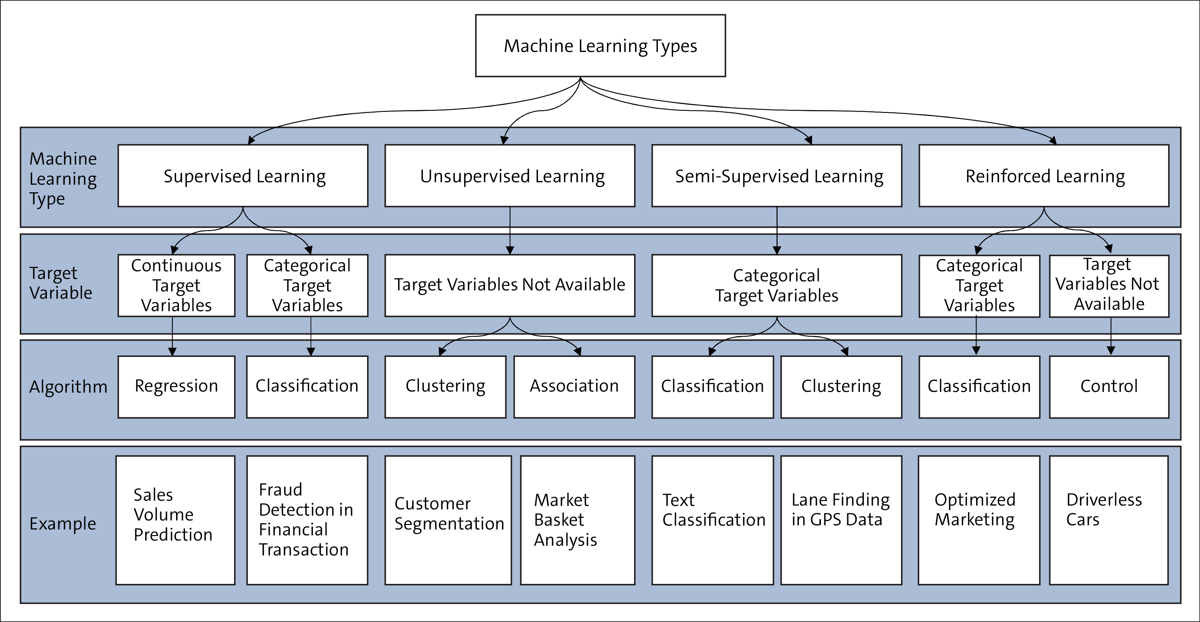 Machine Learning Types
Machine
Learning
Type
Supervised Learning
Unsupervised Learning
Semi-Supervised Learning
Reinforced Learning
Target
Variable
Continuous
Target
Variables
Categorical
Target
Variables
Target Variables Not Available
Categorical
Target Variables
Categorical
Target
Variables
Target
Variables Not
Available
Algorithm
Regression
Classification
Clustering
Association
Classification
Clustering
Classification
Control
Example
Sales
Volume
Prediction
Fraud
Detection in
Financial
Transaction
Customer
Segmentation
Market
Basket
Analysis
Text
Classification
Lane Finding
in GPS Data
Optimized
Marketing
Driverless
Cars